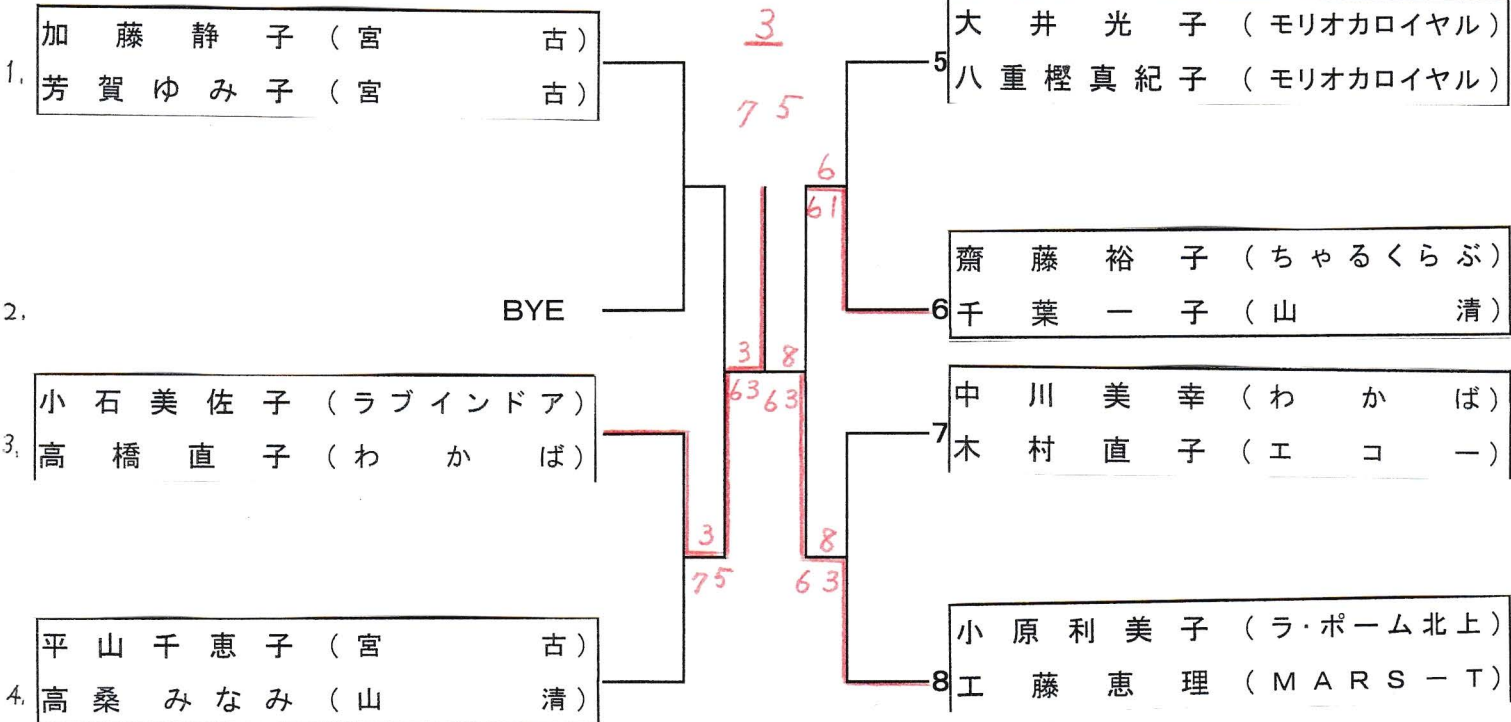 1.
加藤静子（宮古）
芳賀ゆみ子（宮古）
2.
BYE
3.
小石美佐子（ラブインドア）
高橋直子（わかば）
4.
平山千恵子（宮古）
高桑みなみ（山清）
3
75
3
75
3
63
8
63
6
61
8
63
5
大井光子（モリオカロイヤル）
八重樫真紀子（モリオカロイヤル）
6
齋藤裕子（ちゃるくらぶ）
千葉一子（山清）
7
中川美幸（わかば）
木村直子（エコー）
8
小原利美子（ラ・ポーム北上）
工藤恵理（MARS－T）